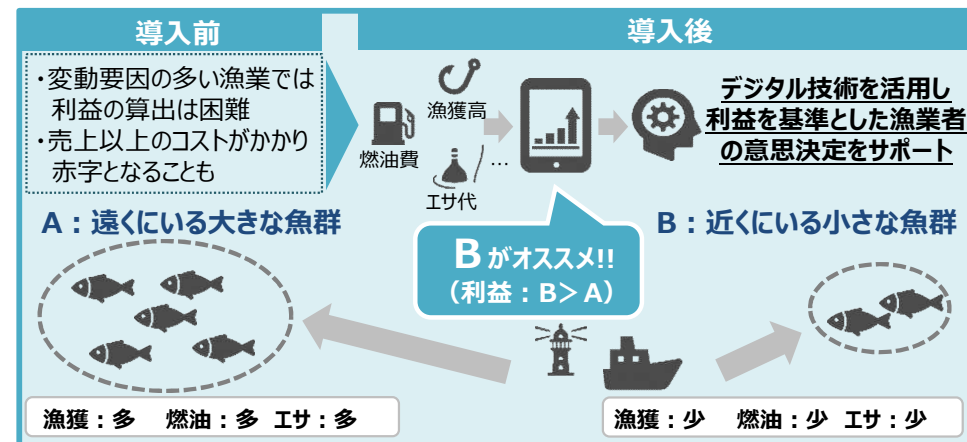 導入前
導入後
・変動要因の多い漁業では
利益の算出は困難
・売上以上のコストがかかり
赤字となることも
漁獲高
燃油費
エサ代
…
デジタル技術を活用し
利益を基準とした漁業者
の意思決定をサポート
A：遠くにいる大きな魚群
B：近くにいる小さな魚群
Bがオススメ!!
（利益：B＞A）
漁獲：多 燃油：多 エサ：多
漁獲：少 燃油：少 エサ：少